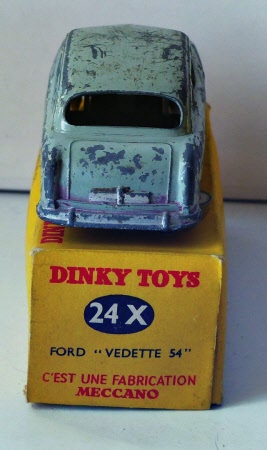 DINKY TOYS
24 X
FORD "VEDETTE 54"
C'EST UNE FABRICATION
MECCANO